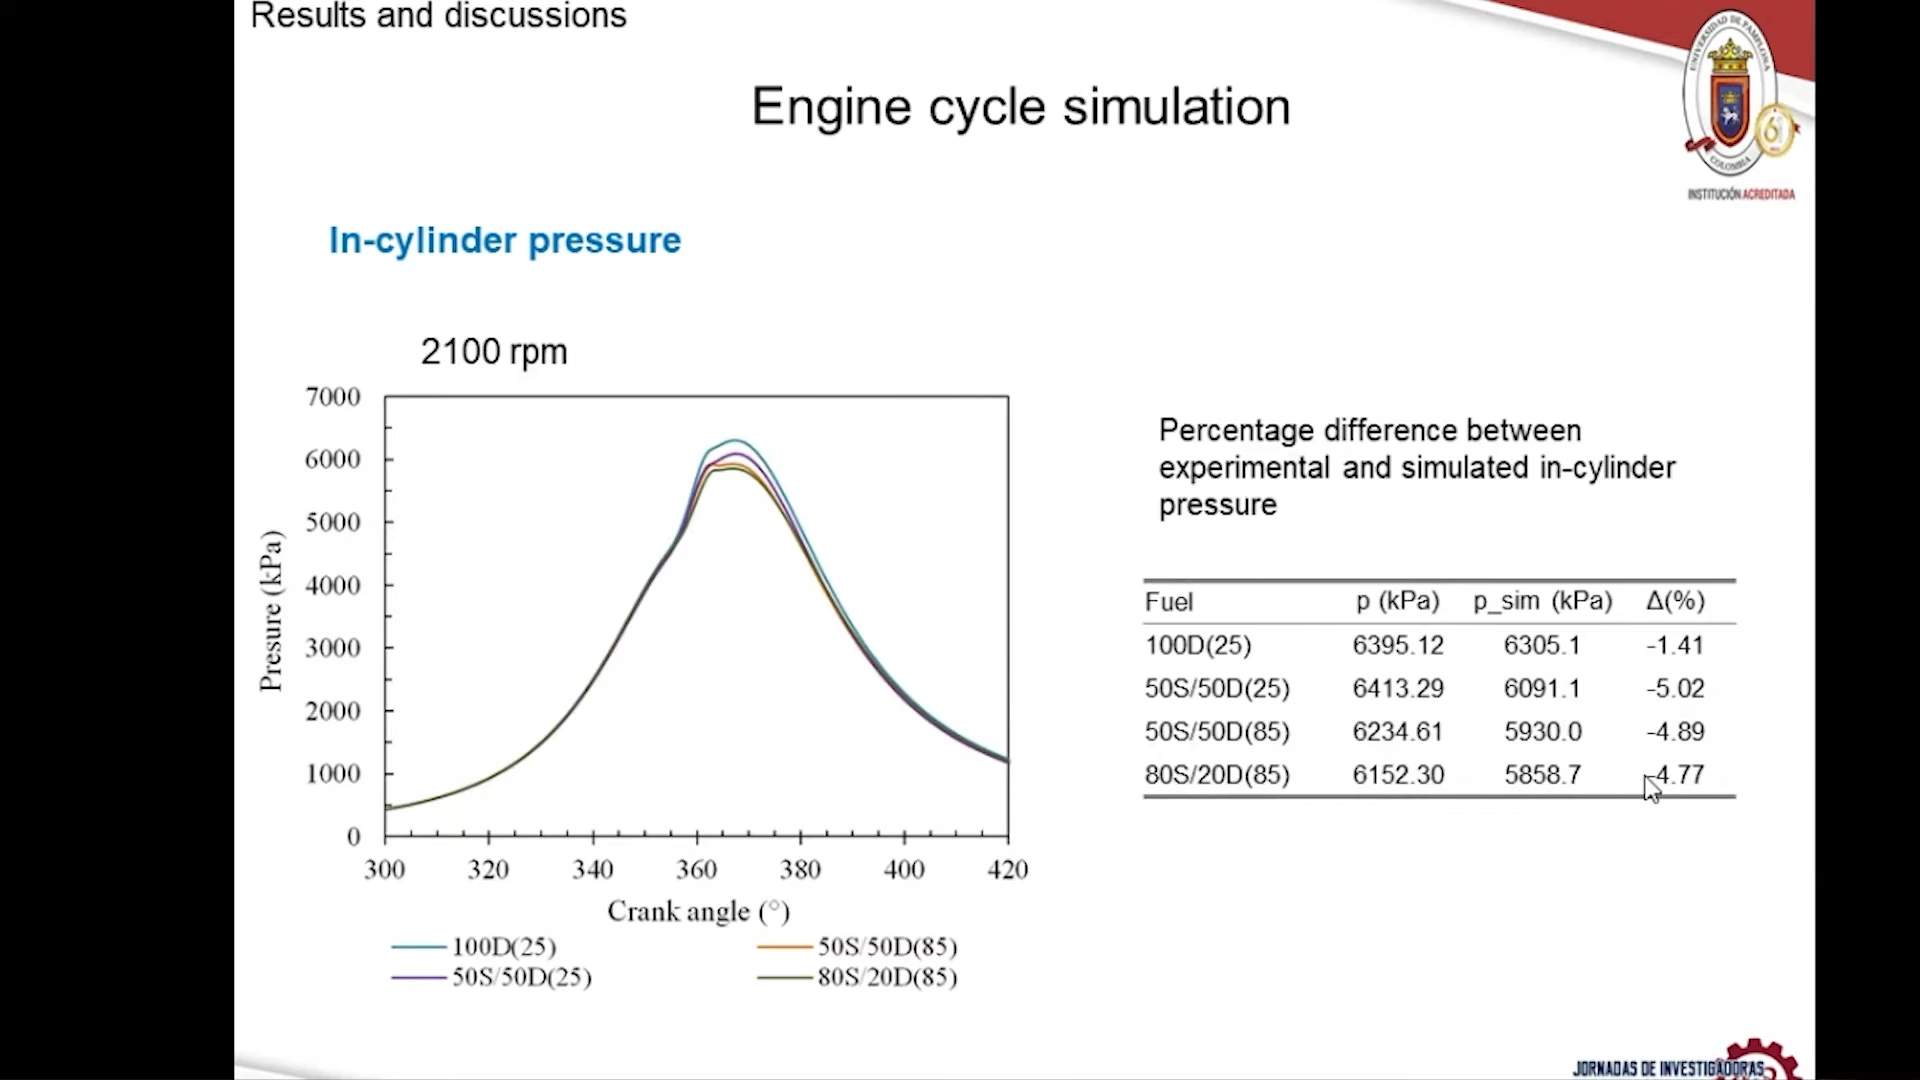 Results and discussions
Engine cycle simulation
UNIVERSIDAD DE PAMPLONA
COLOMBIA
INSTITUCIÓN ACREDITADA
In-cylinder pressure
2100 rpm
7000
6000
5000
4000
3000
2000
1000
0
Presure (kPa)
300 320 340 360 380 400 420
Crank angle (°)
100D(25) 50S/50D(85)
50S/50D(25) 80S/20D(85)
Percentage difference between
experimental and simulated in-cylinder
pressure
Fuel p (kPa) p_sim (kPa) Δ(%)
100D(25) 6395.12 6305.1 -1.41
50S/50D(25) 6413.29 6091.1 -5.02
50S/50D(85) 6234.61 5930.0 -4.89
80S/20D(85) 6152.30 5858.7 -4.77
JORNADAS DE INVESTIGADORAS